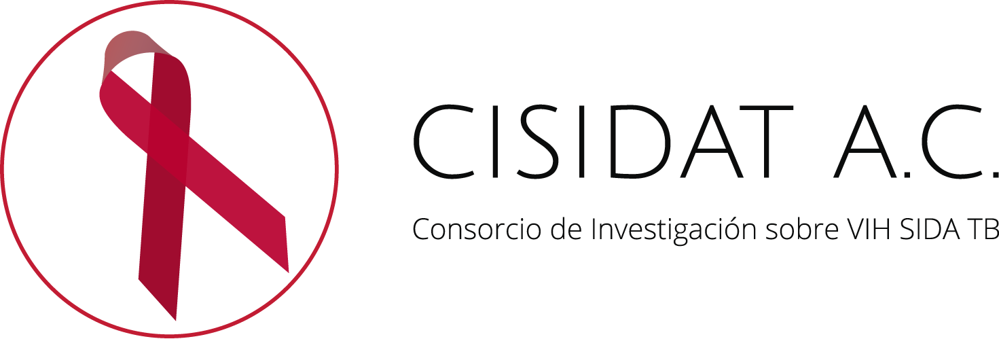 CISIDAT A.C.
Consorcio de Investigación sobre VIH SIDA TB